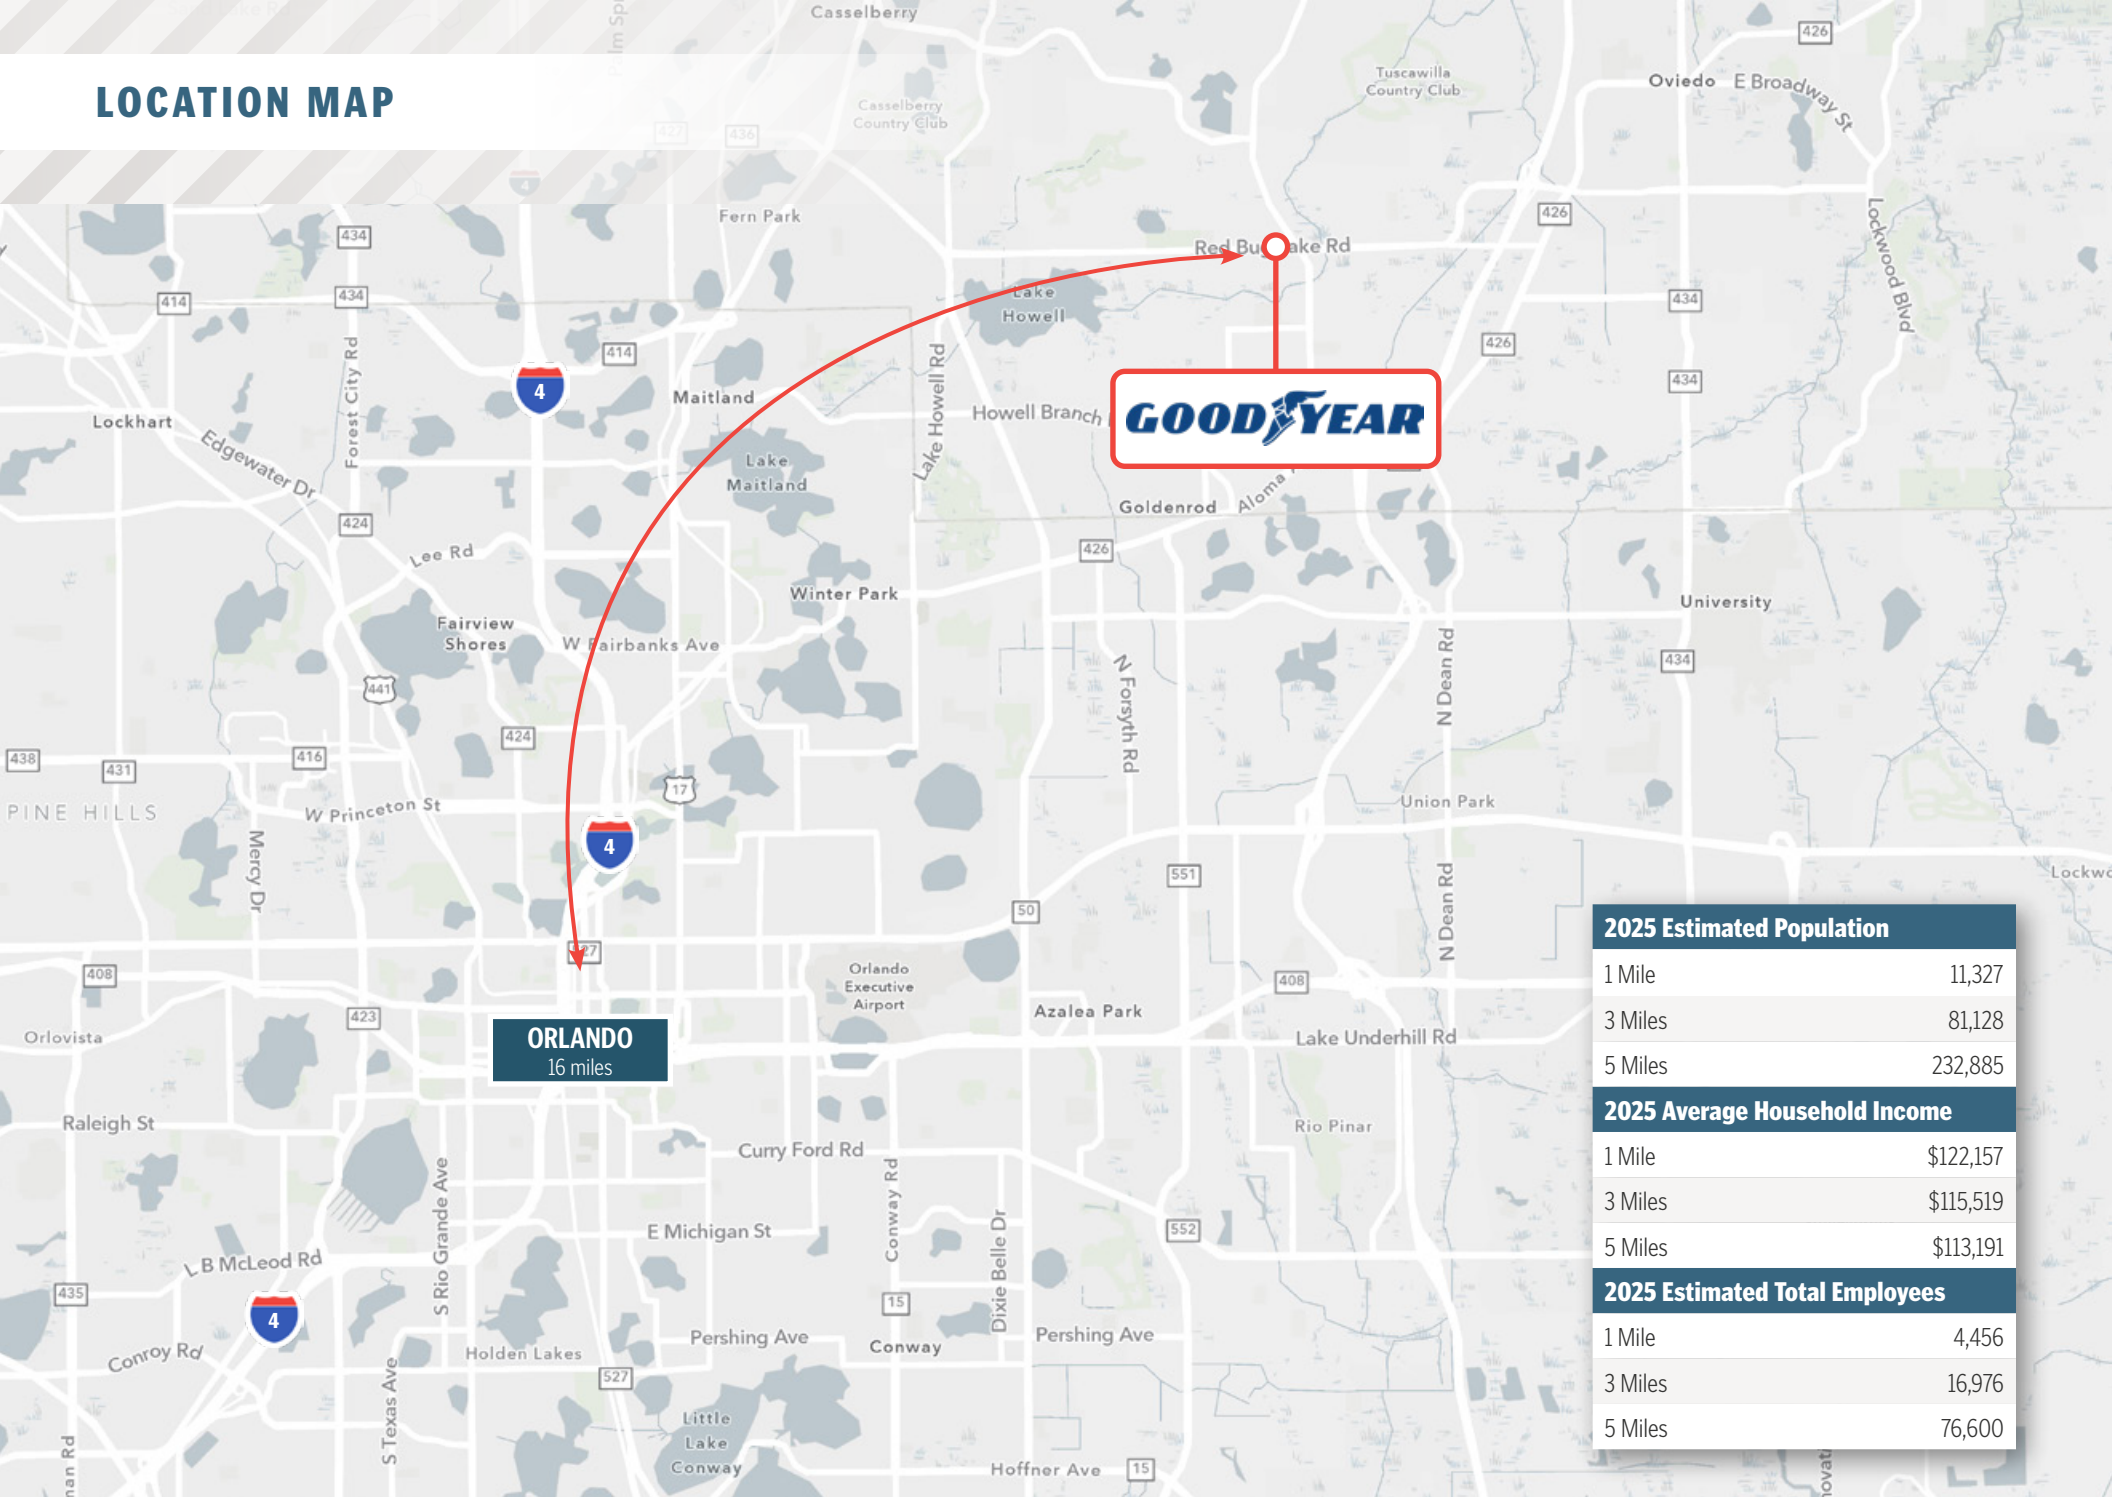 LOCATION MAP
Casselberry
426
Tuscawilla
Country Club
Oviedo
E Broadway St
Casselberry
Country Club
427
436
4
Fern Park
434
426
Lockwood Blvd
Red Bug Lake Rd
414
434
Lake
Howell
434
414
426
Forest City Rd
Lake Howell Rd
4
Maitland
434
Lockhart
Howell Branch
GOODYEAR
Edgewater Dr
Lake
Maitland
Goldenrod
Aloma
424
Lee Rd
426
Winter Park
University
Fairview
Shores
W Fairbanks Ave
434
441
N Forsyth Rd
N Dean Rd
424
438
431
416
17
PINE HILLS
W Princeton St
Union Park
Mercy Dr
4
551
Lockwo
50
N Dean Rd
527
408
Orlando
Executive
Airport
408
423
Azalea Park
Orlovista
ORLANDO
16 miles
Lake Underhill Rd
Raleigh St
Rio Pinar
Curry Ford Rd
S Rio Grande Ave
Conway Rd
E Michigan St
552
L B McLeod Rd
Dixie Belle Dr
435
15
4
Pershing Ave
Pershing Ave
Conroy Rd
Holden Lakes
Conway
S Texas Ave
527
Little
Lake
Conway
Hoffner Ave
15
2025 Estimated Population
1 Mile 11,327
3 Miles 81,128
5 Miles 232,885
2025 Average Household Income
1 Mile $122,157
3 Miles $115,519
5 Miles $113,191
2025 Estimated Total Employees
1 Mile 4,456
3 Miles 16,976
5 Miles 76,600